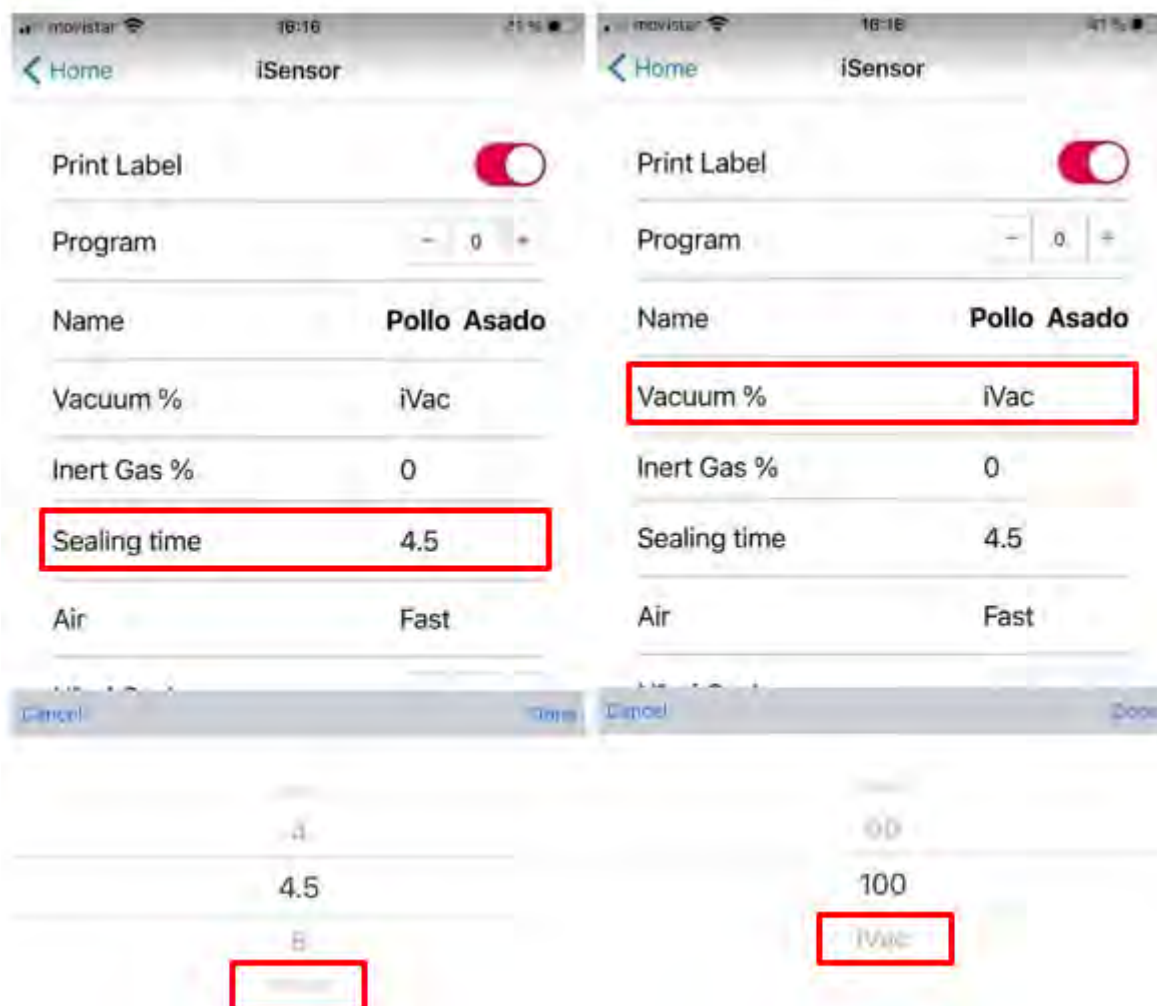 movistar 16:16
Home iSensor
Print Label
Program - 0 +
Name Pollo Asado
Vacuum % iVac
Inert Gas % 0
Sealing time 4.5
Air Fast
Cancel
4
4.5
movistar 16:16 41 %
Home iSensor
Print Label
Program - 0 +
Name Pollo Asado
Vacuum % iVac
Inert Gas % 0
Sealing time 4.5
Air Fast
Cancel Done
100
iVac